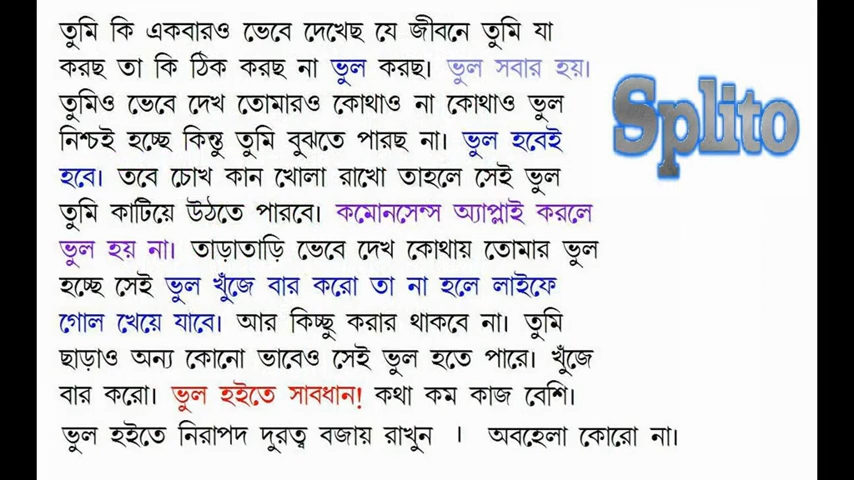 তুমি কি একবারও ভেবে দেখেছ যে জীবনে তুমি যা
করছ তা কি ঠিক করছ না ভুল করছ। ভুল সবার হয়।
তুমিও ভেবে দেখ তোমারও কোথাও না কোথাও ভুল
নিশ্চই হচ্ছে কিন্তু তুমি বুঝতে পারছ না। ভুল হবেই
হবে। তবে চোখ কান খোলা রাখো তাহলে সেই ভুল
তুমি কাটিয়ে উঠতে পারবে। কমোনসেন্স অ্যাপ্লাই করলে
ভুল হয় না। তাড়াতাড়ি ভেবে দেখ কোথায় তোমার ভুল
হচ্ছে সেই ভুল খুঁজে বার করো তা না হলে লাইফে
গোল খেয়ে যাবে। আর কিচ্ছু করার থাকবে না। তুমি
ছাড়াও অন্য কোনো ভাবেও সেই ভুল হতে পারে। খুঁজে
বার করো। ভুল হইতে সাবধান! কথা কম কাজ বেশি।
ভুল হইতে নিরাপদ দুরত্ব বজায় রাখুন । অবহেলা কোরো না।
Splito